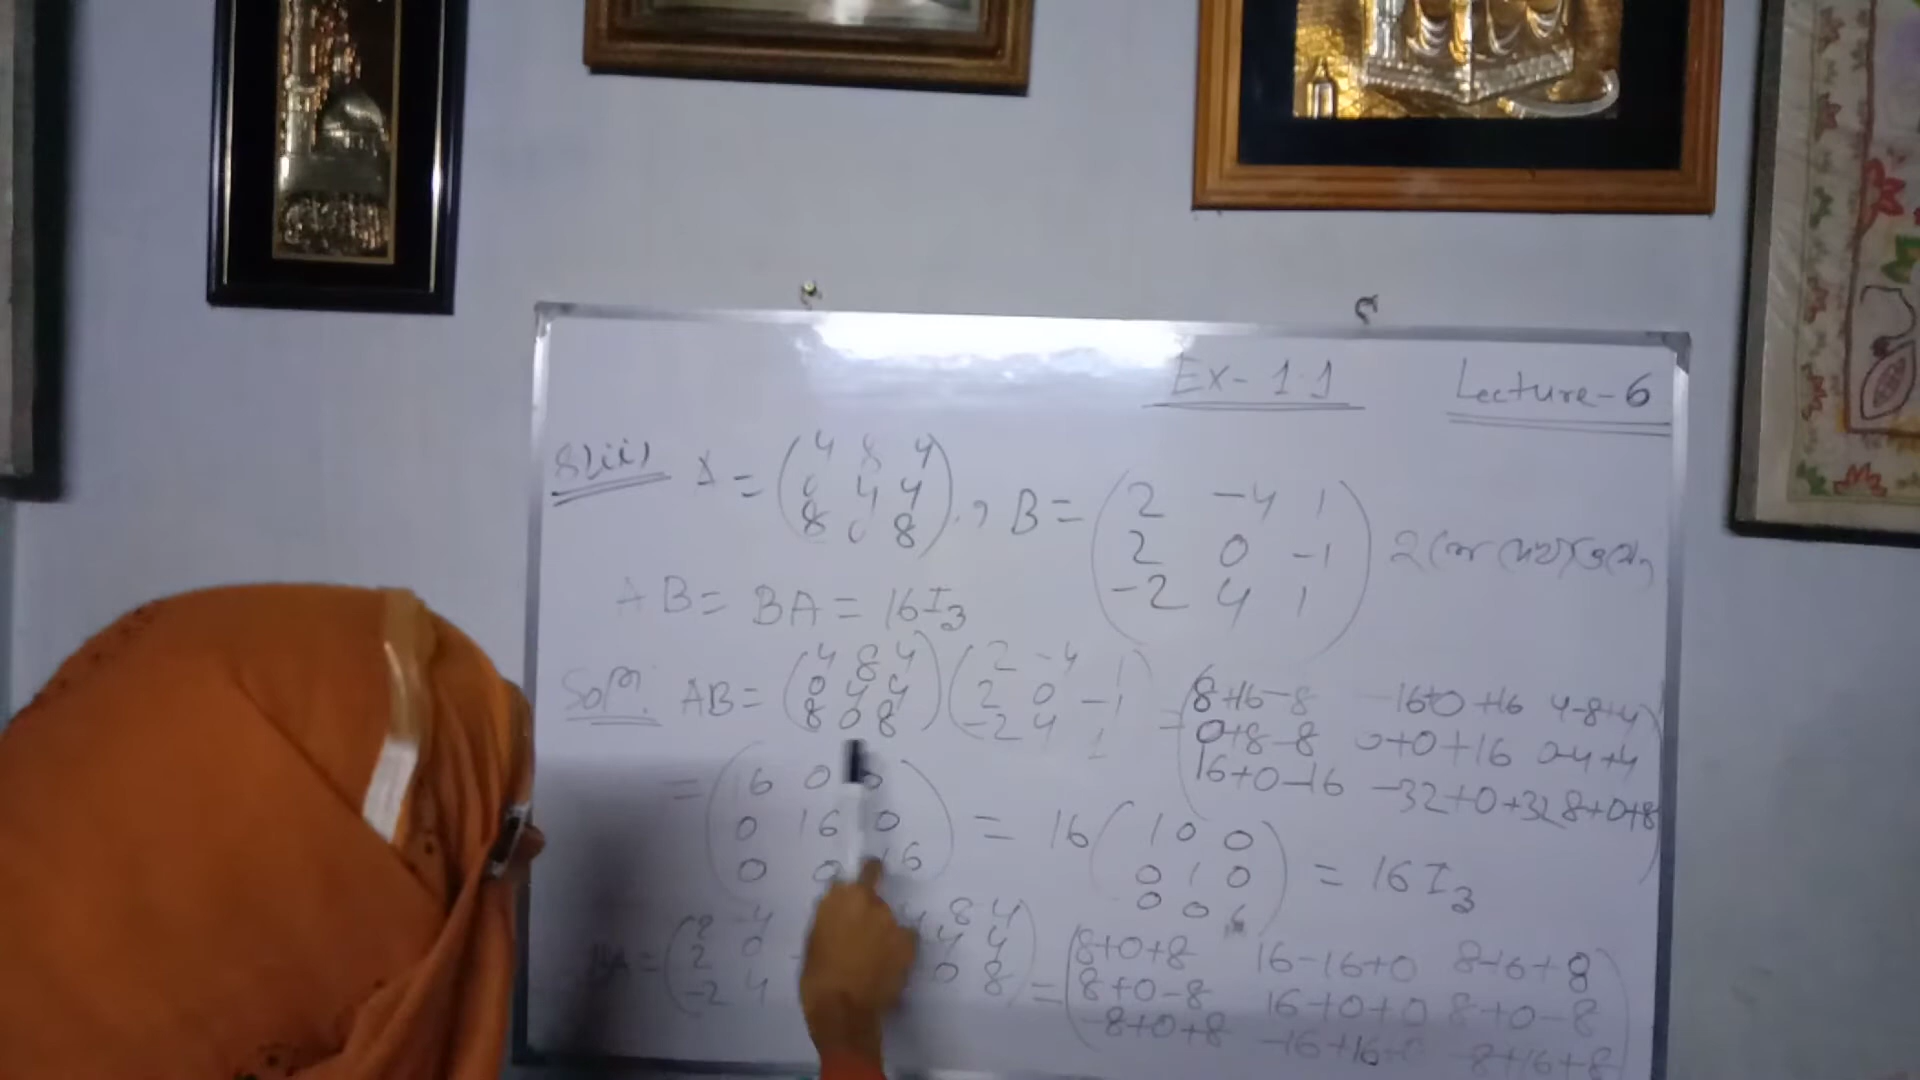 Ex- 1.1 Lecture-6
8(ii) A = (4 8 4
0 4 4
8 0 8), B = (2 -4 1
2 0 -1
-2 4 1)
AB = BA = 16I₃
Solⁿ. AB = (4 8 4
0 4 4
8 0 8) (2 -4 1
2 0 -1
-2 4 1) = (8+16-8 -16+0+16 4-8+4
0+8-8 0+0+16 0-4+4
16+0-16 -32+0+32 8+0+8)
= (16 0 0
0 16 0
0 0 16) = 16 (1 0 0
0 1 0
0 0 1) = 16 I₃
BA = (2 -4
2 0
-2 4 4 8 4
4 4
0 8) = (8+0+8 16-16+0 8-16+8
8+0-8 16+0+0 8+0-8
-8+0+8 -16+16+ -8+16+8